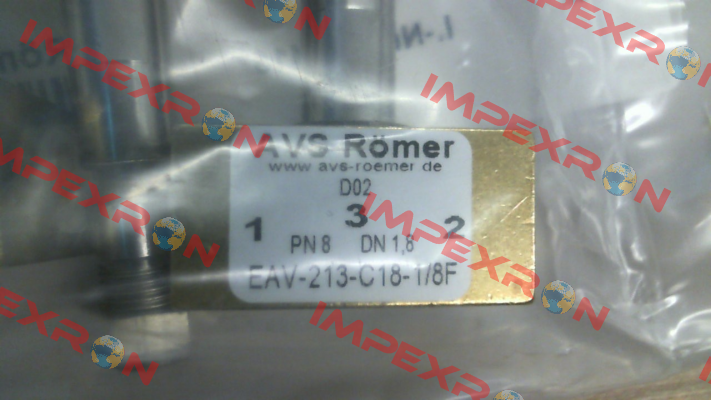 AVS Römer
www.avs-roemer.de
D02
1 3 2
PN 8 DN 1,8
EAV-213-C18-1/8F
IMPEXRON
IMPEXRON
IMPEXRON
IMPEXRON
IMPEXRON
IMPEXRON